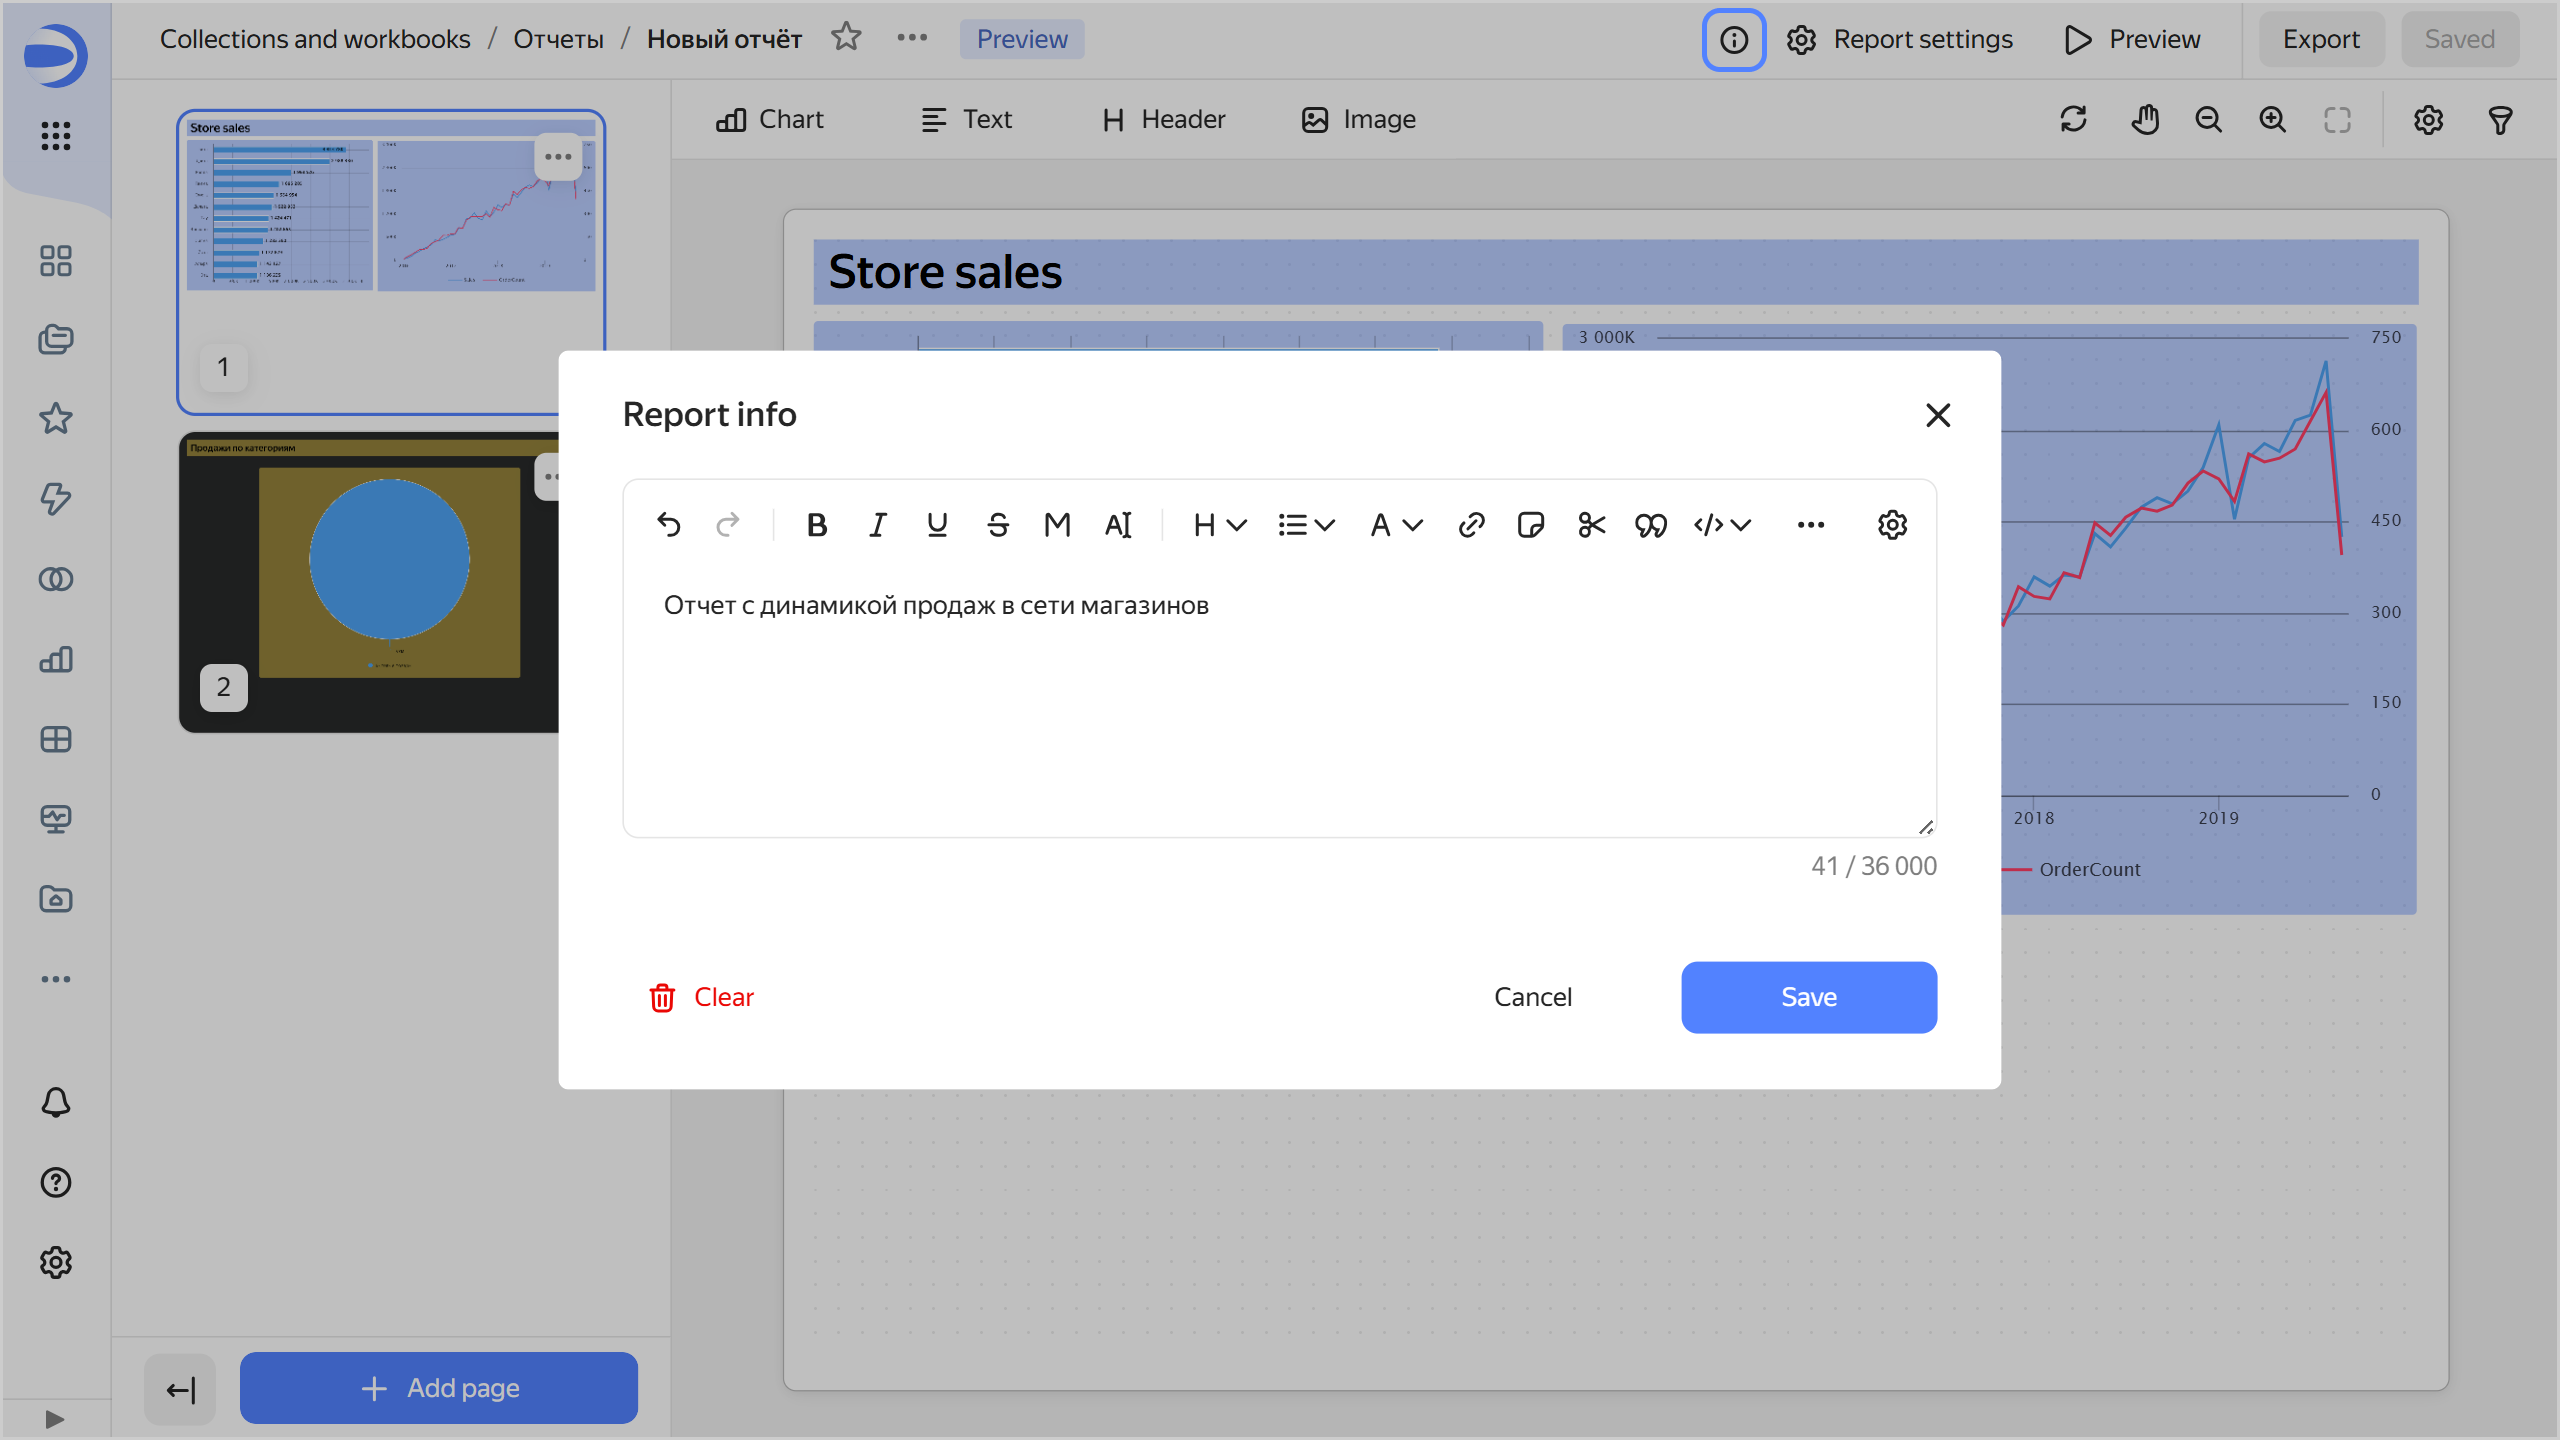 Collections and workbooks / Отчеты / Новый отчёт
Preview
Report settings
Preview
Export
Saved
Chart
Text
Header
Image
Store sales
1
Продажи по категориям
2
Store sales
3 000K
750
600
450
300
150
0
2018
2019
OrderCount
Report info
Отчет с динамикой продаж в сети магазинов
41 / 36 000
Clear
Cancel
Save
Add page